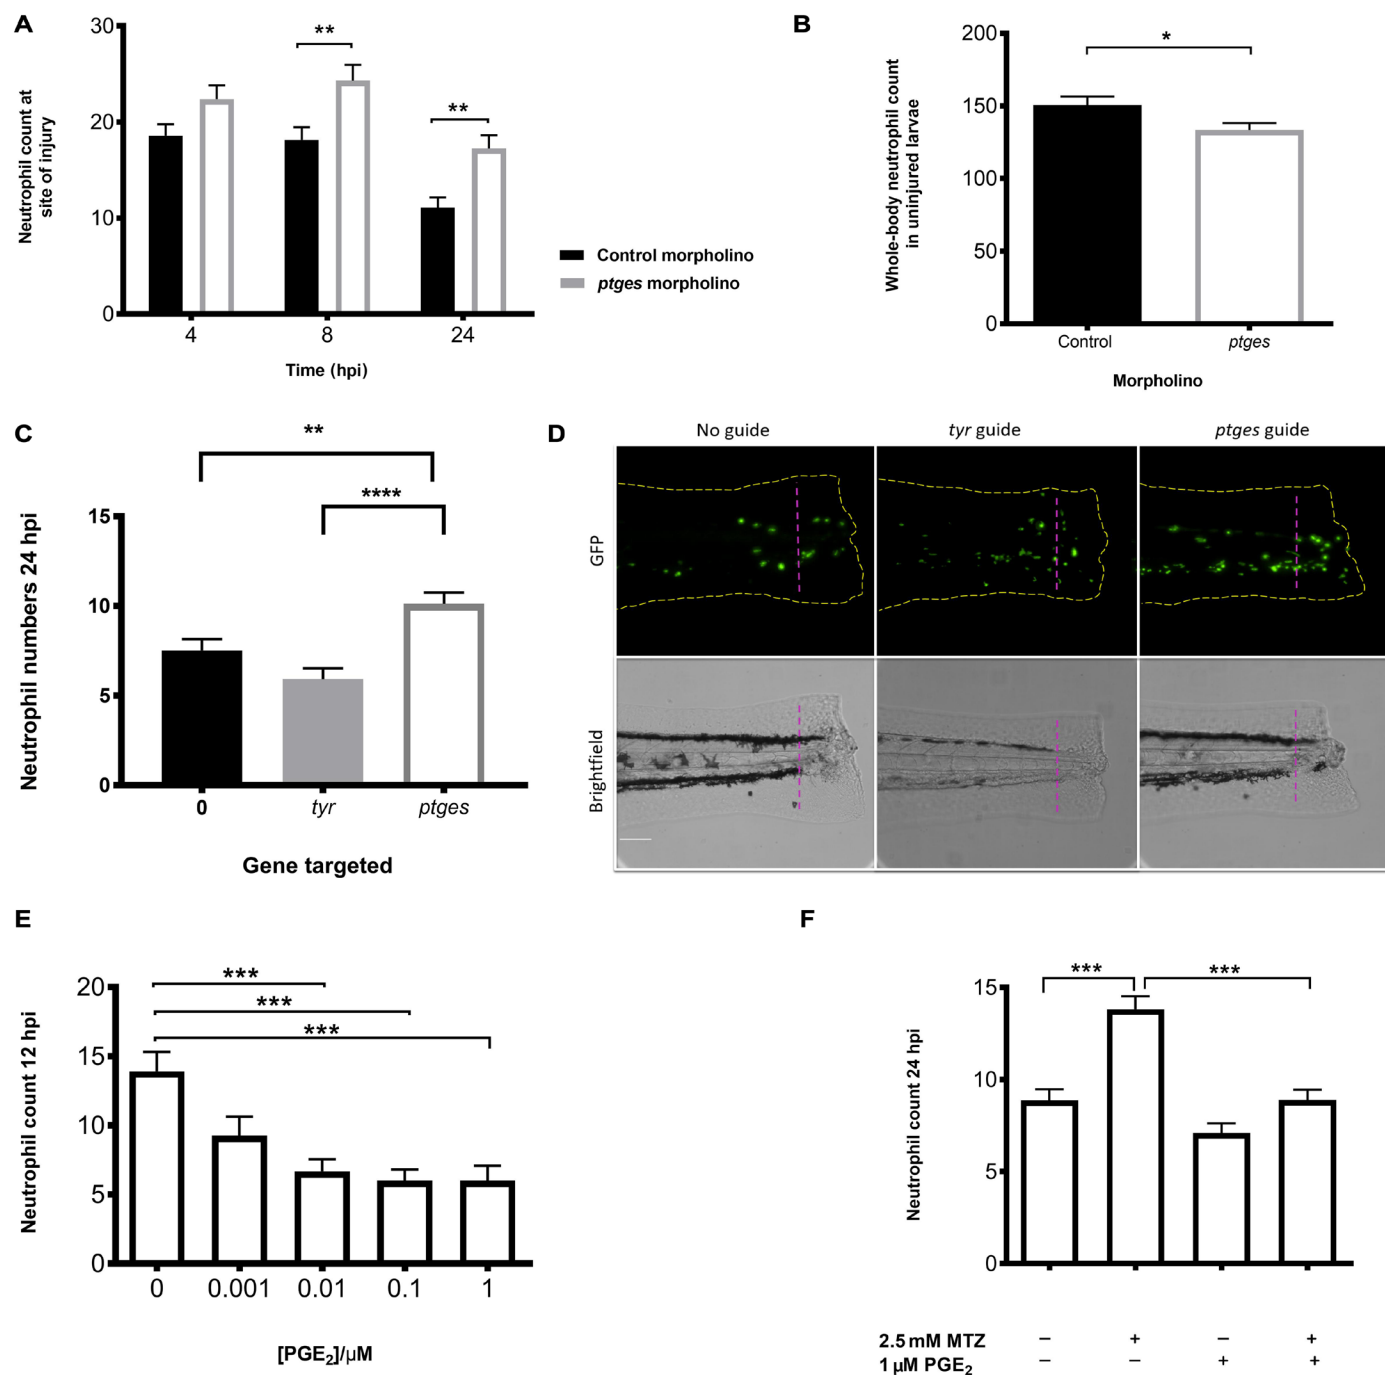 A
30
20
10
0
Neutrophil count at
site of injury
**
**
4 8 24
Time (hpi)
Control morpholino
ptges morpholino
B
200
150
100
50
0
Whole-body neutrophil count
in uninjured larvae
*
Control ptges
Morpholino
C
**
****
15
10
5
0
Neutrophil numbers 24 hpi
0 tyr ptges
Gene targeted
D
No guide tyr guide ptges guide
GFP
Brightfield
E
***
***
***
20
15
10
5
0
Neutrophil count 12 hpi
0 0.001 0.01 0.1 1
[PGE₂]/µM
F
*** ***
15
10
5
0
Neutrophil count 24 hpi
2.5 mM MTZ – + – +
1 µM PGE₂ – – + +